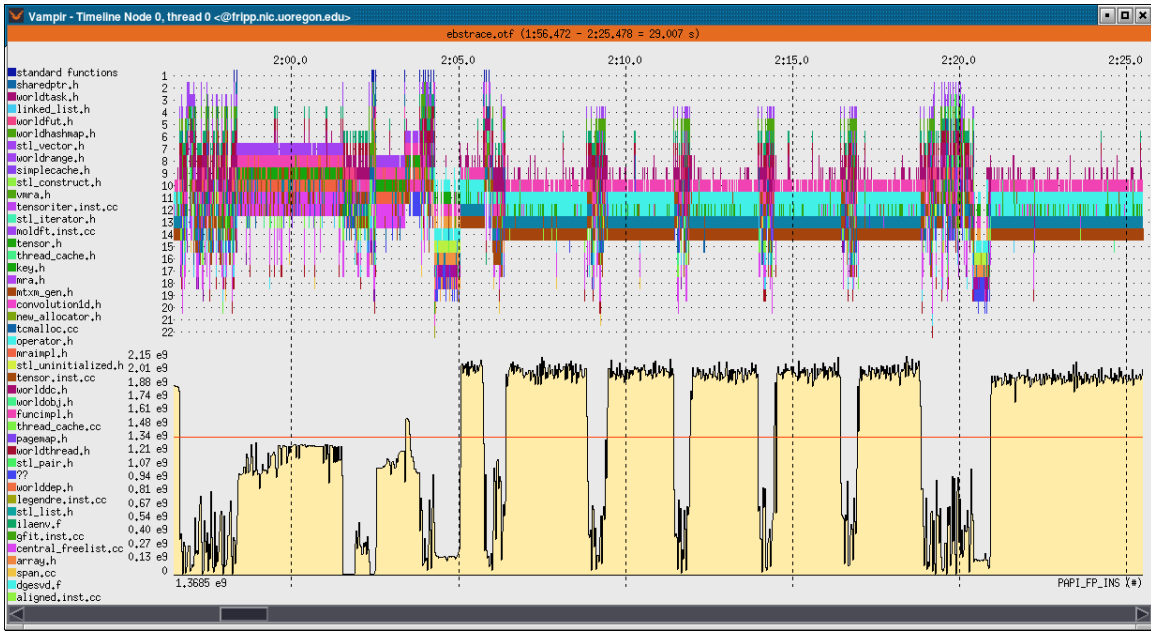 Vampir - Timeline Node 0, thread 0 <@fripp.nic.uoregon.edu>
ebstrace.otf (1:56.472 - 2:25.478 = 29.007 s)
2:00.0 2:05.0 2:10.0 2:15.0 2:20.0 2:25.0
standard functions
sharedptr.h
worldtask.h
linked_list.h
worldfut.h
worldhashmap.h
stl_vector.h
worldrange.h
simplecache.h
stl_construct.h
vmra.h
tensoriter.inst.cc
stl_iterator.h
moldft.inst.cc
thread_cache.h
tensor.h
key.h
mra.h
mtxm_gen.h
convolution1d.h
new_allocator.h
tcmalloc.cc
operator.h
mraimpl.h
stl_uninitialized.h
tensor.inst.cc
worlddc.h
worldobj.h
funcimpl.h
thread_cache.cc
pagemap.h
worldthread.h
stl_pair.h
??
worlddep.h
legendre.inst.cc
stl_list.h
ilaenv.f
gfit.inst.cc
central_freelist.cc
array.h
span.cc
dgesvd.f
aligned.inst.cc
1
2
3
4
5
6
7
8
9
10
11
12
13
14
15
16
17
18
19
20
21
22
2.15 e9
2.01 e9
1.88 e9
1.74 e9
1.61 e9
1.48 e9
1.34 e9
1.21 e9
1.07 e9
0.94 e9
0.81 e9
0.67 e9
0.54 e9
0.40 e9
0.27 e9
0.13 e9
0
1.3685 e9
PAPI_FP_INS (#)